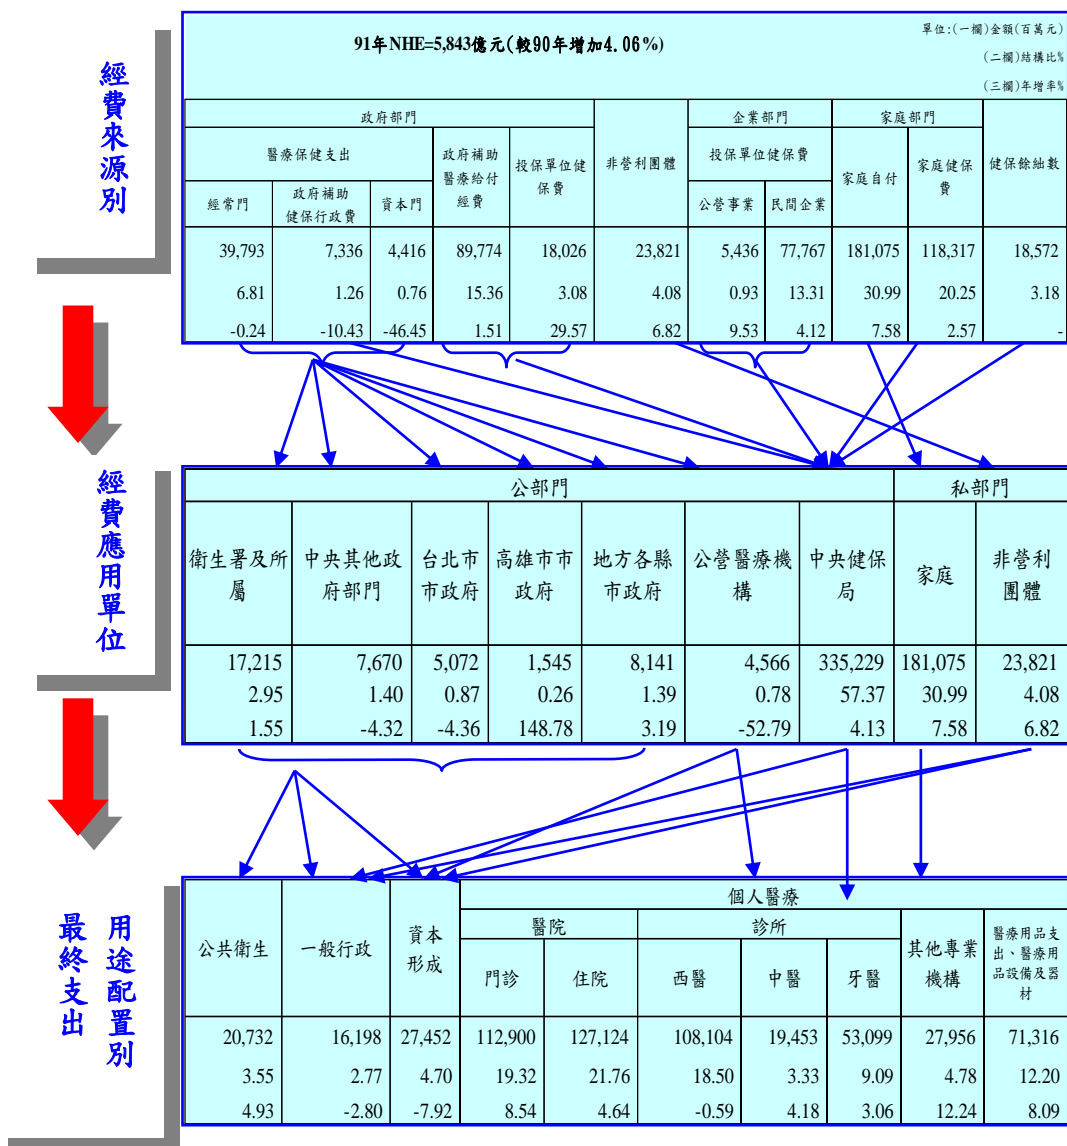 91年NHE=5,843億元(較90年增加4.06%)
單位:(一欄)金額(百萬元)
(二欄)結構比%
(三欄)年增率%
經費來源別
政府部門 非營利團體 企業部門 家庭部門 健保餘絀數
醫療保健支出 政府補助醫療給付經費 投保單位健保費 投保單位健保費 家庭自付 家庭健保費
經常門 政府補助健保行政費 資本門 公營事業 民間企業
39,793 7,336 4,416 89,774 18,026 23,821 5,436 77,767 181,075 118,317 18,572
6.81 1.26 0.76 15.36 3.08 4.08 0.93 13.31 30.99 20.25 3.18
-0.24 -10.43 -46.45 1.51 29.57 6.82 9.53 4.12 7.58 2.57 -
經費應用單位
公部門 私部門
衛生署及所屬 中央其他政府部門 台北市市政府 高雄市市政府 地方各縣市政府 公營醫療機構 中央健保局 家庭 非營利團體
17,215 7,670 5,072 1,545 8,141 4,566 335,229 181,075 23,821
2.95 1.40 0.87 0.26 1.39 0.78 57.37 30.99 4.08
1.55 -4.32 -4.36 148.78 3.19 -52.79 4.13 7.58 6.82
最終支出
用途配置別
公共衛生 一般行政 資本形成 個人醫療
醫院 診所 其他專業機構 醫療用品支出、醫療用品設備及器材
門診 住院 西醫 中醫 牙醫
20,732 16,198 27,452 112,900 127,124 108,104 19,453 53,099 27,956 71,316
3.55 2.77 4.70 19.32 21.76 18.50 3.33 9.09 4.78 12.20
4.93 -2.80 -7.92 8.54 4.64 -0.59 4.18 3.06 12.24 8.09